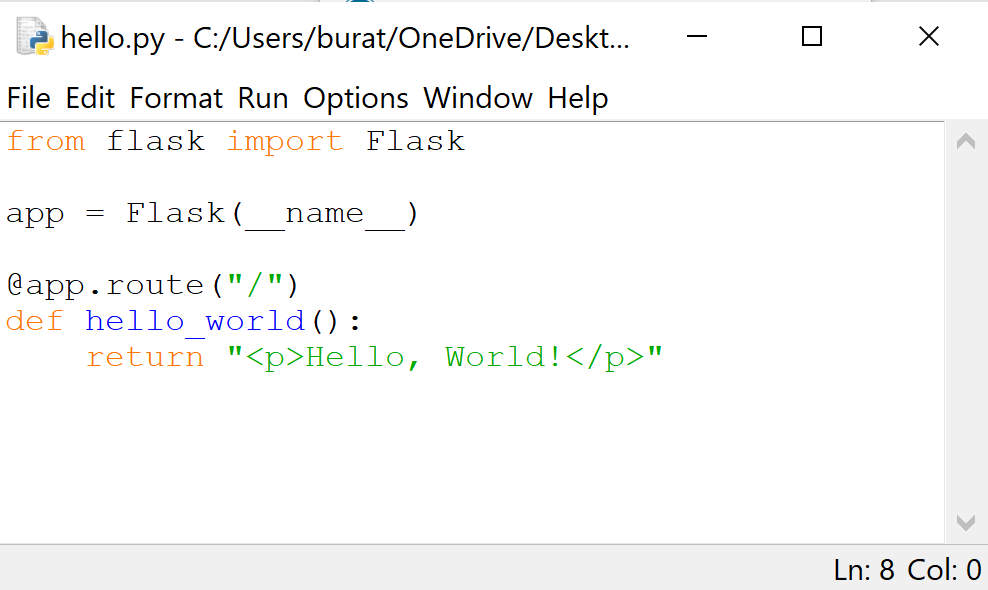 hello.py - C:/Users/burat/OneDrive/Deskt...
File Edit Format Run Options Window Help
from flask import Flask
app = Flask(__name__)
@app.route("/")
def hello_world():
    return "<p>Hello, World!</p>"
Ln: 8 Col: 0